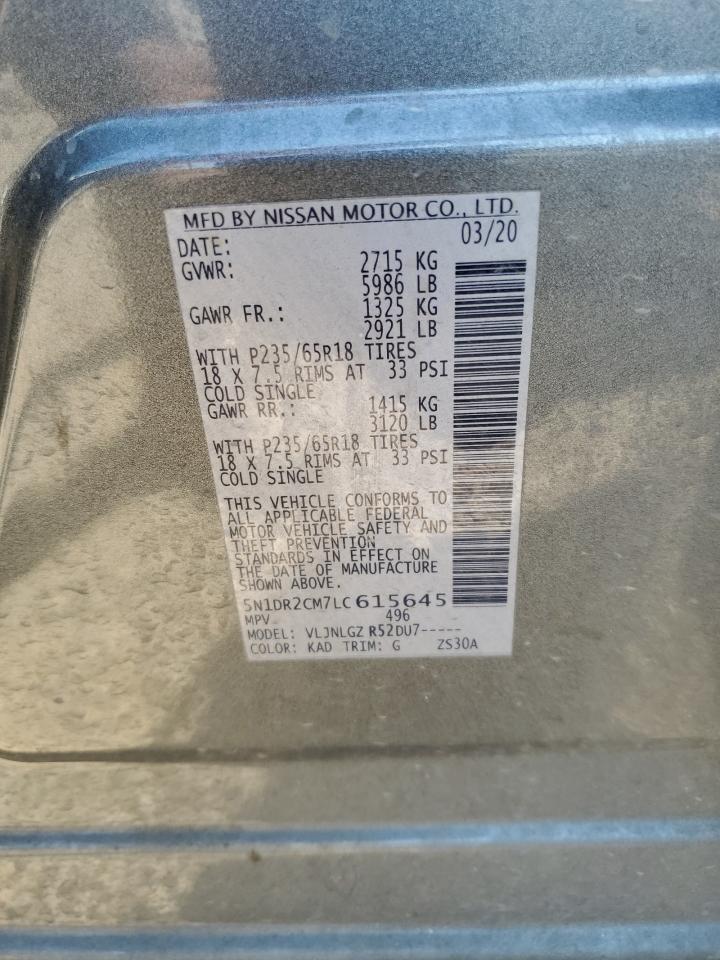 MFD BY NISSAN MOTOR CO., LTD.
DATE: 03/20
GVWR: 2715 KG
5986 LB
GAWR FR.: 1325 KG
2921 LB
WITH P235/65R18 TIRES
18 X 7.5 RIMS AT 33 PSI
COLD SINGLE
GAWR RR.: 1415 KG
3120 LB
WITH P235/65R18 TIRES
18 X 7.5 RIMS AT 33 PSI
COLD SINGLE
THIS VEHICLE CONFORMS TO
ALL APPLICABLE FEDERAL
MOTOR VEHICLE SAFETY AND
THEFT PREVENTION
STANDARDS IN EFFECT ON
THE DATE OF MANUFACTURE
SHOWN ABOVE.
5N1DR2CM7LC615645
MPV 496
MODEL: VLJNLGZ R52DU7-----
COLOR: KAD TRIM: G ZS30A